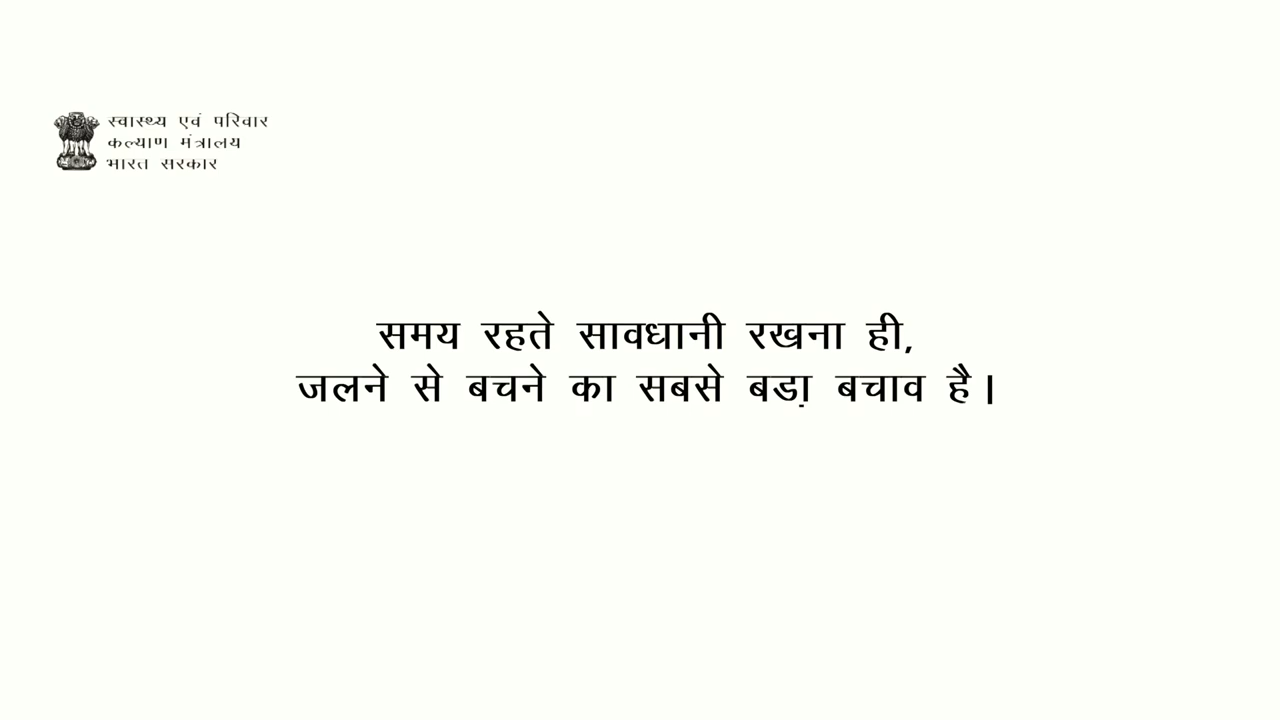 स्वास्थ्य एवं परिवार
कल्याण मंत्रालय
भारत सरकार
समय रहते सावधानी रखना ही,
जलने से बचने का सबसे बडा़ बचाव है।